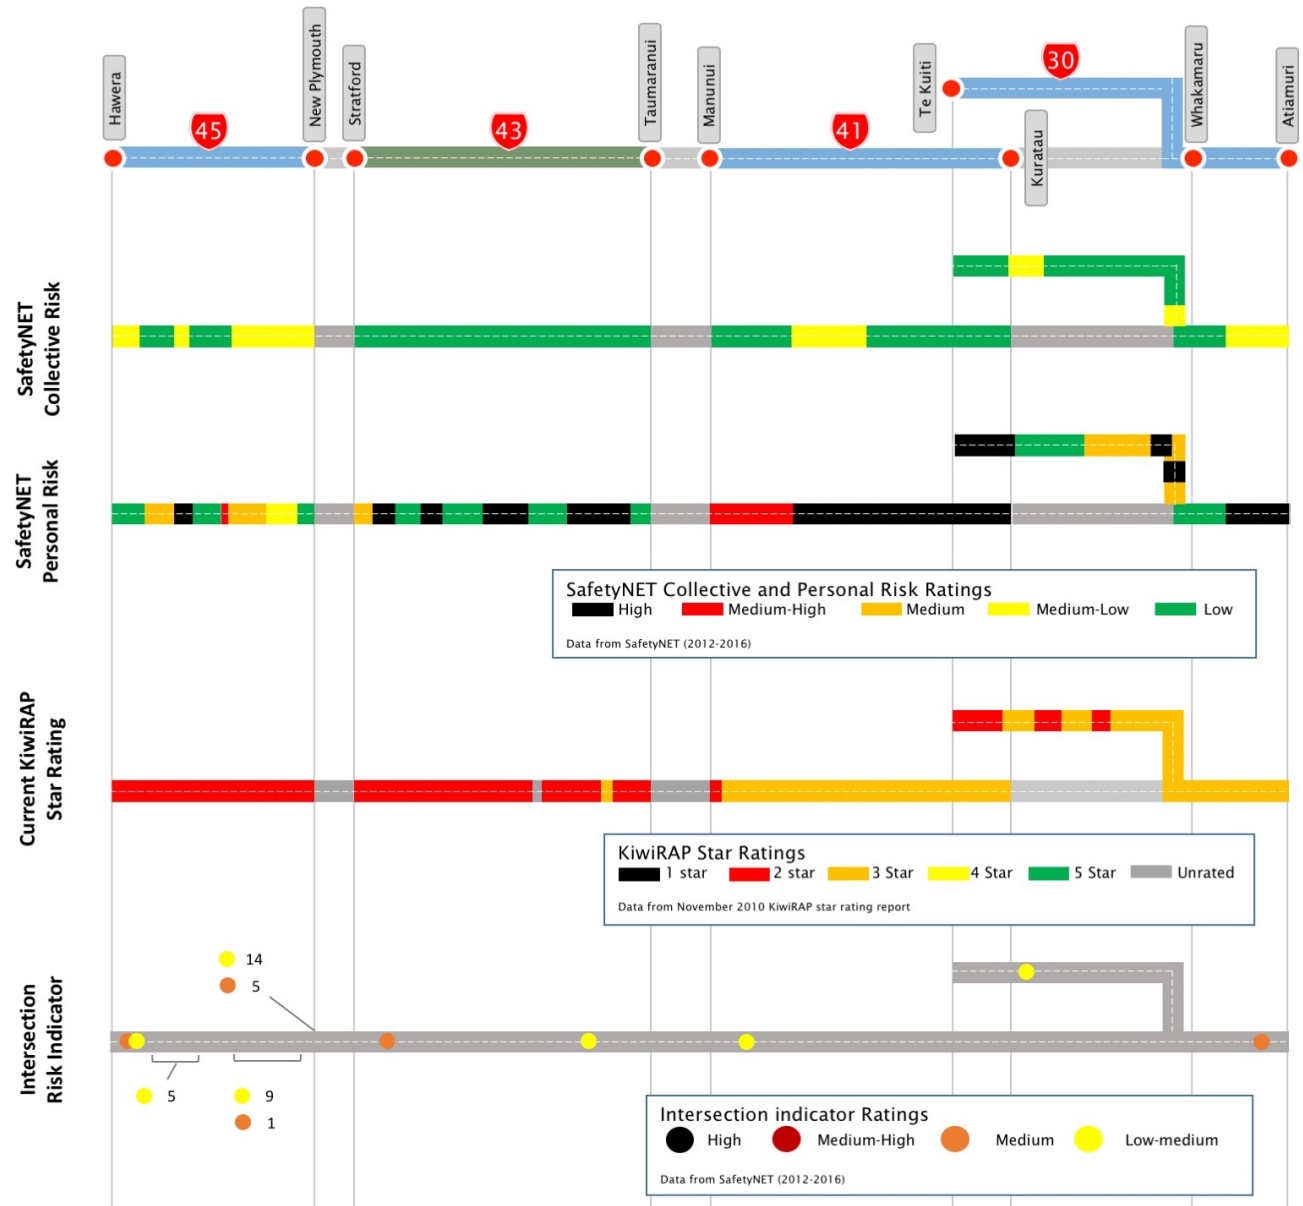 Hawera
New Plymouth
Stratford
Taumaranui
Manunui
Te Kuiti
Kuratau
Whakamaru
Atiamuri
45
43
41
30
SafetyNET
Collective Risk
SafetyNET
Personal Risk
SafetyNET Collective and Personal Risk Ratings
High Medium-High Medium Medium-Low Low
Data from SafetyNET (2012-2016)
Current KiwiRAP
Star Rating
KiwiRAP Star Ratings
1 star 2 star 3 Star 4 Star 5 Star Unrated
Data from November 2010 KiwiRAP star rating report
Intersection
Risk Indicator
14
5
5
9
1
Intersection indicator Ratings
High Medium-High Medium Low-medium
Data from SafetyNET (2012-2016)